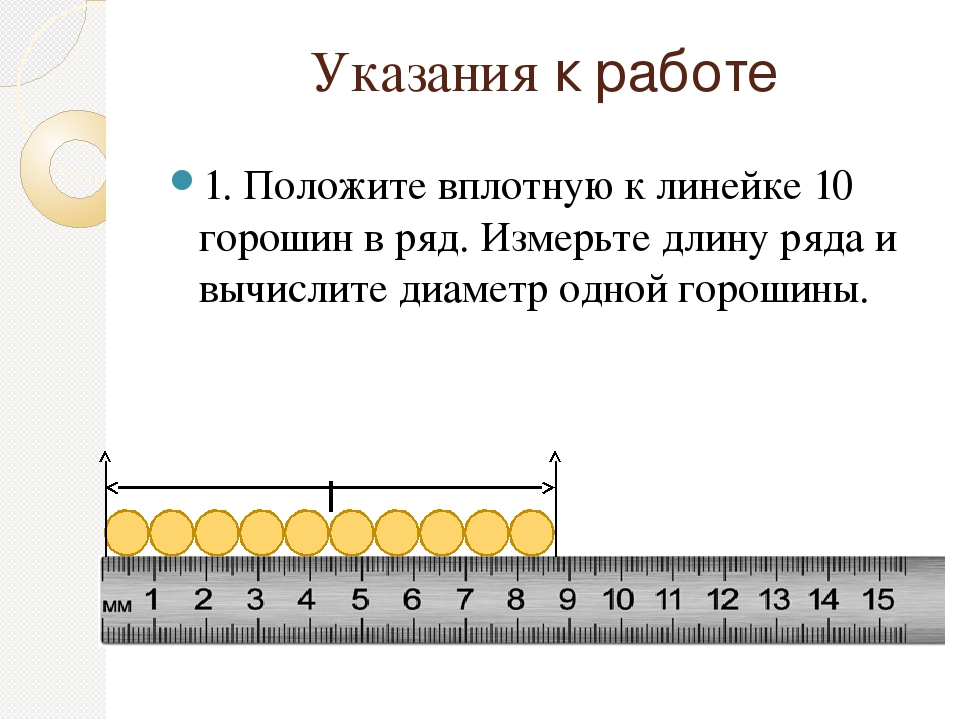 Указания к работе
1. Положите вплотную к линейке 10
горошин в ряд. Измерьте длину ряда и
вычислите диаметр одной горошины.
l
мм 1 2 3 4 5 6 7 8 9 10 11 12 13 14 15